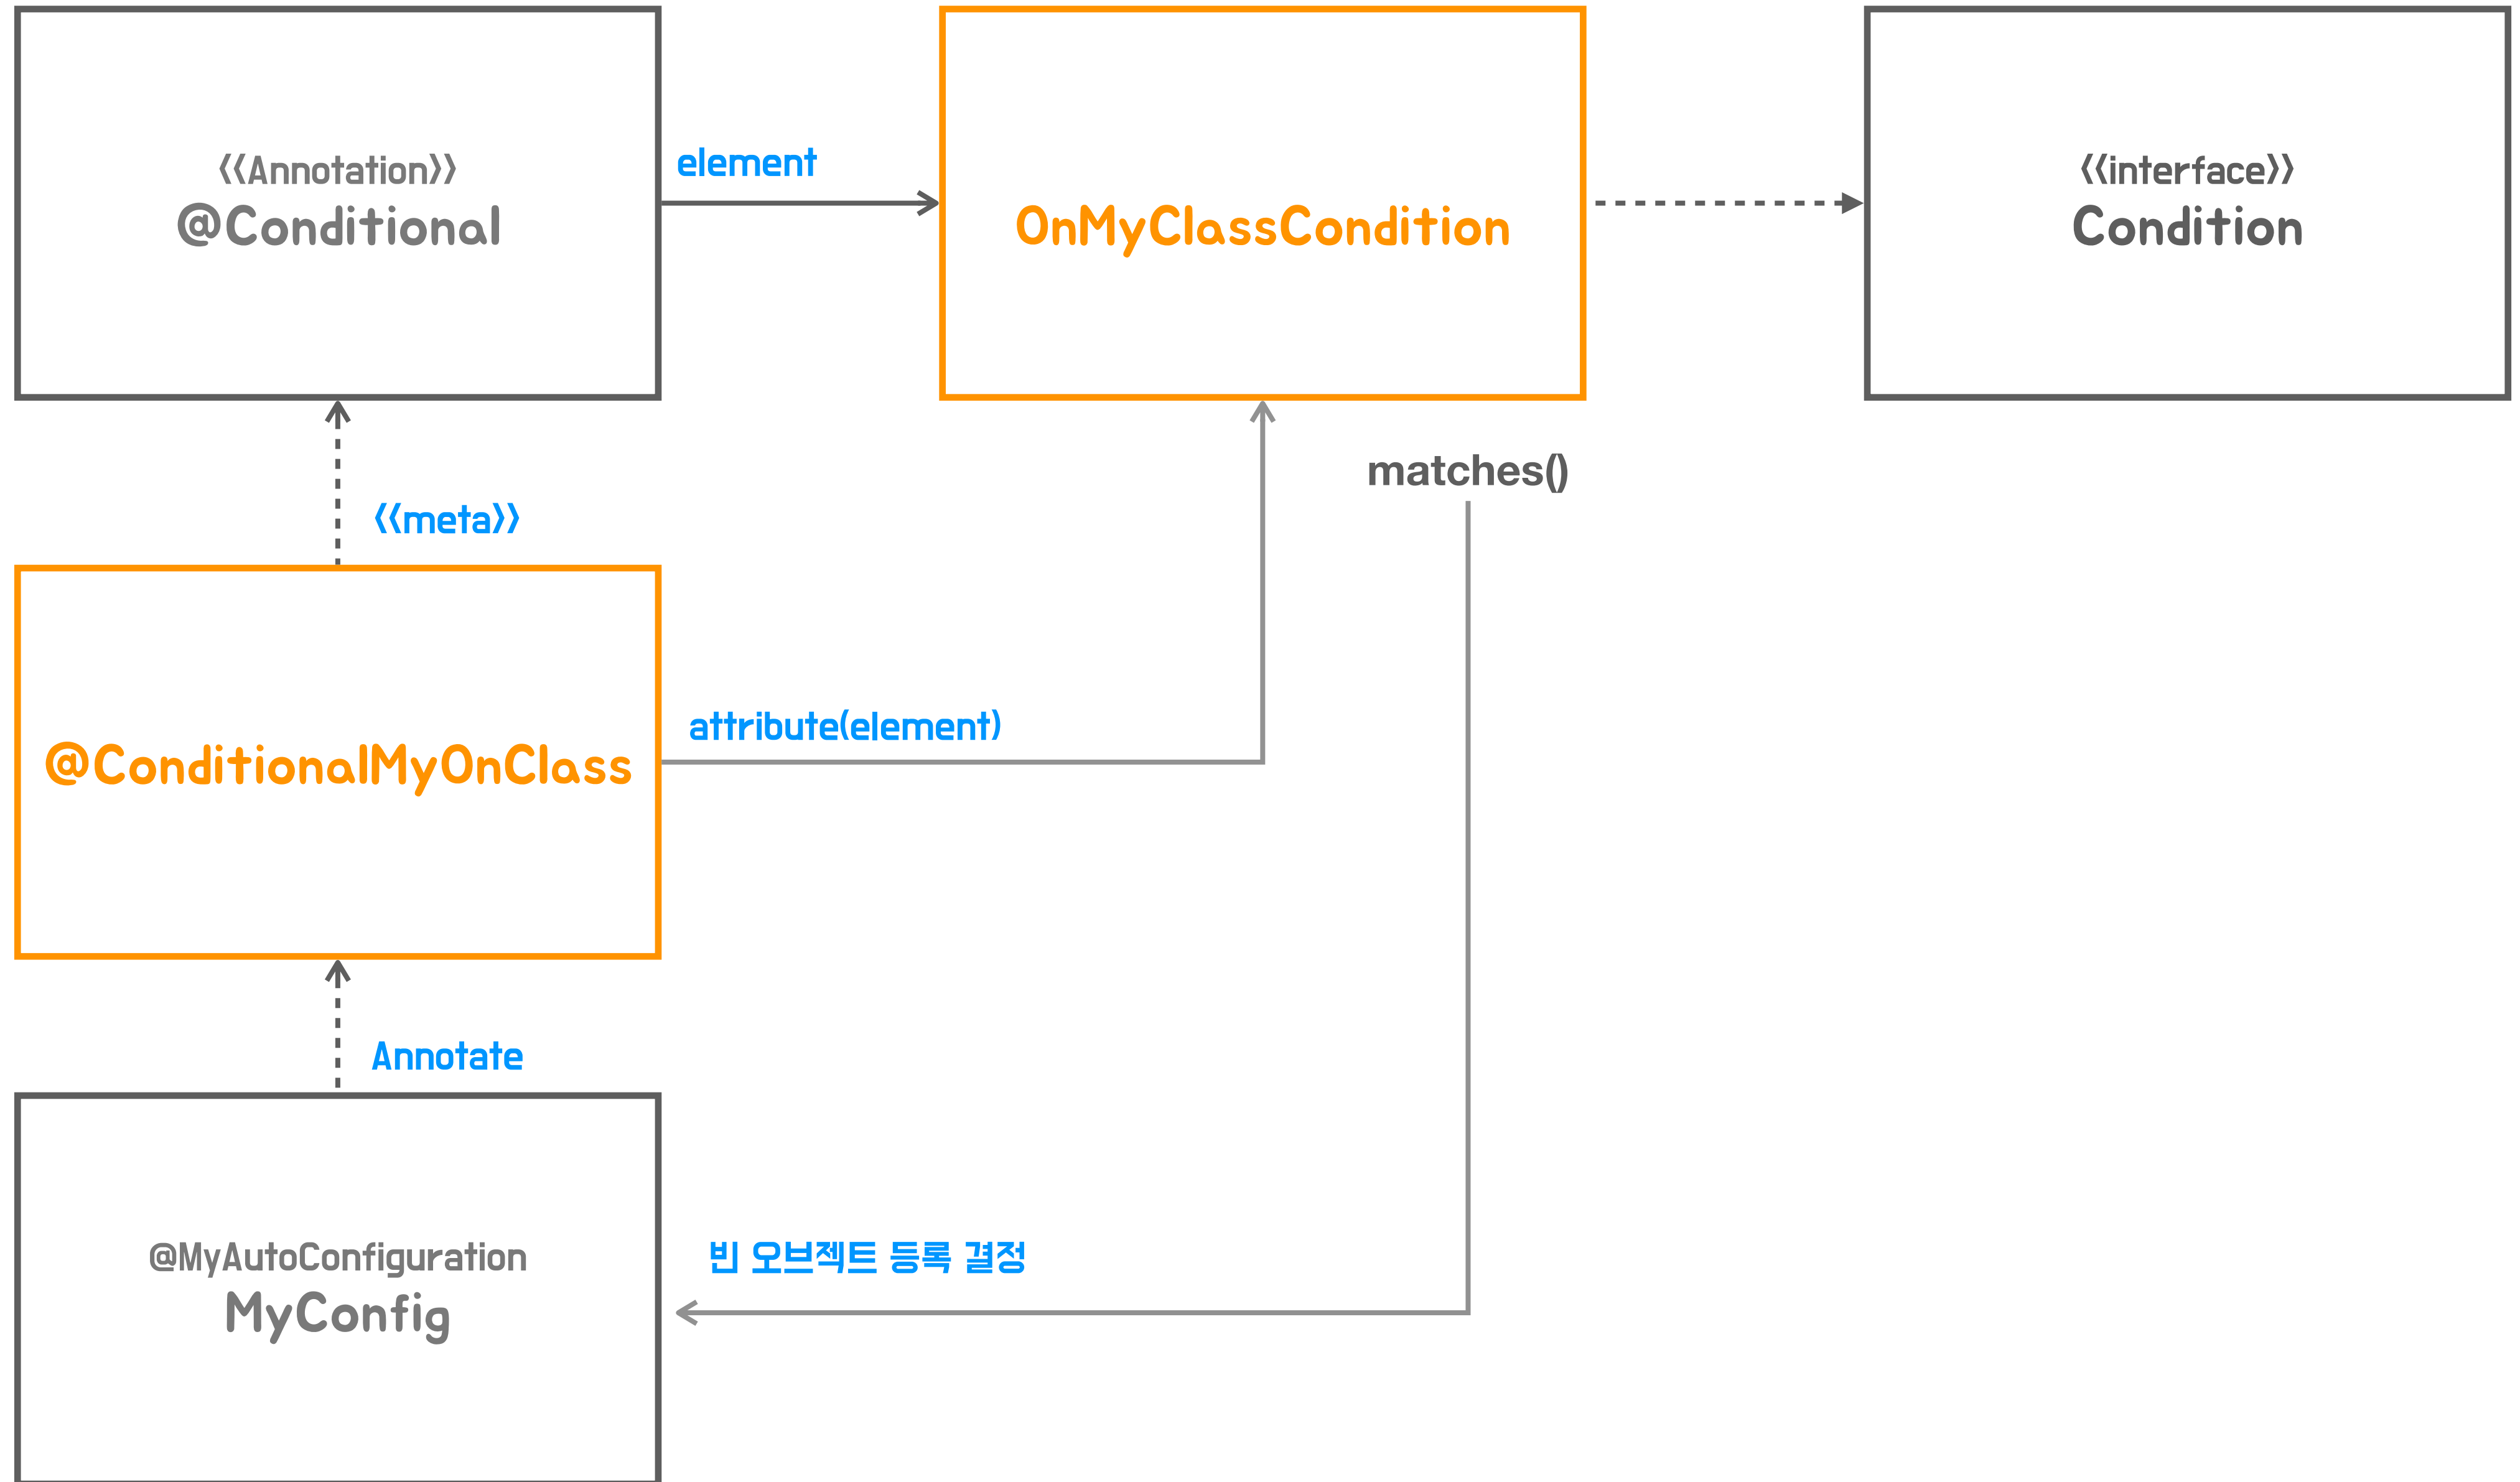 《Annotation》
@Conditional
element
OnMyClassCondition
《interface》
Condition
matches()
《meta》
@ConditionalMyOnClass
attribute(element)
Annotate
@MyAutoConfiguration
MyConfig
빈 오브젝트 등록 결정